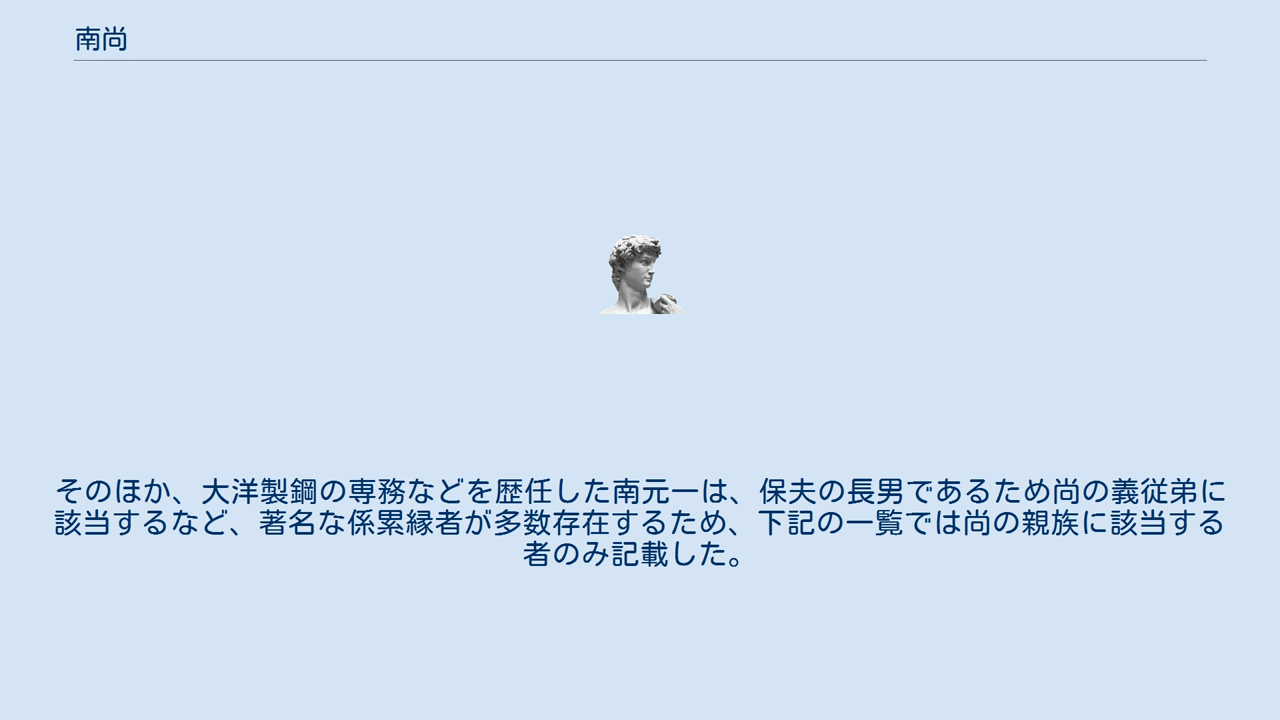 南尚
そのほか、大洋製鋼の専務などを歴任した南元一は、保夫の長男であるため尚の義従弟に
該当するなど、著名な係累縁者が多数存在するため、下記の一覧では尚の親族に該当する
者のみ記載した。